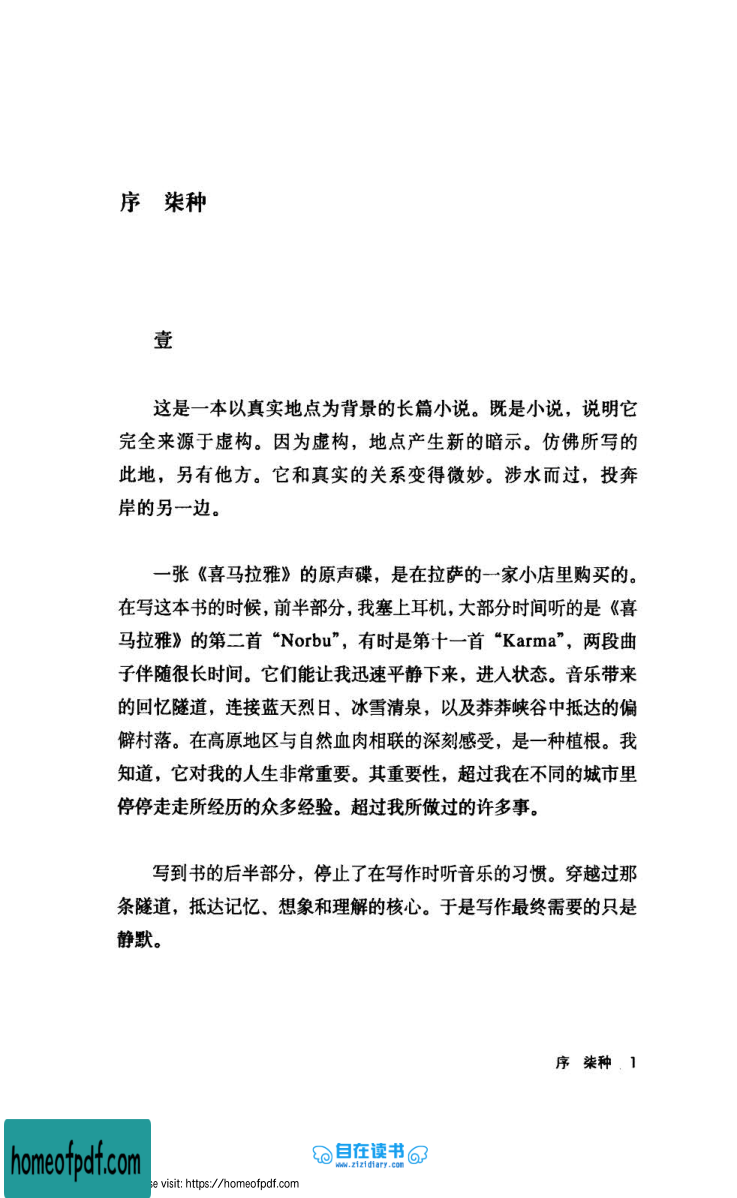 序　柒种
壹
这是一本以真实地点为背景的长篇小说。既是小说，说明它
完全来源于虚构。因为虚构，地点产生新的暗示。仿佛所写的
此地，另有他方。它和真实的关系变得微妙。涉水而过，投奔
岸的另一边。
一张《喜马拉雅》的原声碟，是在拉萨的一家小店里购买的。
在写这本书的时候，前半部分，我塞上耳机，大部分时间听的是《喜
马拉雅》的第二首“Norbu”，有时是第十一首“Karma”，两段曲
子伴随很长时间。它们能让我迅速平静下来，进入状态。音乐带来
的回忆隧道，连接蓝天烈日、冰雪清泉，以及莽莽峡谷中抵达的偏
僻村落。在高原地区与自然血肉相联的深刻感受，是一种植根。我
知道，它对我的人生非常重要。其重要性，超过我在不同的城市里
停停走走所经历的众多经验。超过我所做过的许多事。
写到书的后半部分，停止了在写作时听音乐的习惯。穿越过那
条隧道，抵达记忆、想象和理解的核心。于是写作最终需要的只是
静默。
序　柒种　1
homeofpdf.com
自在读书
www.zizidiary.com
se visit: https://homeofpdf.com